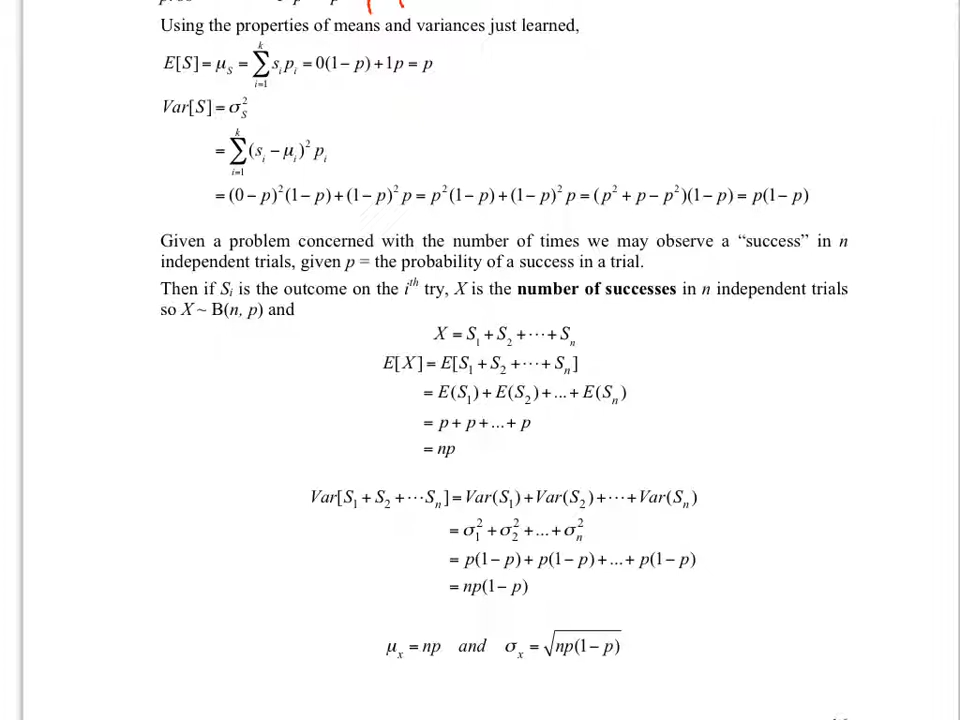 Using the properties of means and variances just learned,
E[S] = μ_s = ∑_{i=1}^{k} s_i p_i = 0(1 − p) + 1p = p
Var[S] = σ_S^2
= ∑_{i=1}^{k} (s_i − μ_i)^2 p_i
= (0 − p)^2(1 − p) + (1 − p)^2 p = p^2(1 − p) + (1 − p)^2 p = (p^2 + p − p^2)(1 − p) = p(1 − p)
Given a problem concerned with the number of times we may observe a “success” in n
independent trials, given p = the probability of a success in a trial.
Then if S_i is the outcome on the i^th try, X is the number of successes in n independent trials
so X ~ B(n, p) and
X = S_1 + S_2 + ⋯ + S_n
E[X] = E[S_1 + S_2 + ⋯ + S_n]
= E(S_1) + E(S_2) + ... + E(S_n)
= p + p + ... + p
= np
Var[S_1 + S_2 + ⋯S_n] = Var(S_1) + Var(S_2) + ⋯ + Var(S_n)
= σ_1^2 + σ_2^2 + ... + σ_n^2
= p(1 − p) + p(1 − p) + ... + p(1 − p)
= np(1 − p)
μ_x = np and σ_x = √(np(1 − p))